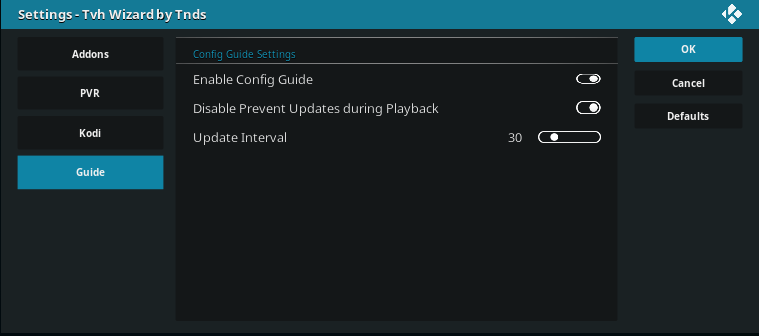 Settings - Tvh Wizard by Tnds
Addons
PVR
Kodi
Guide
Config Guide Settings
Enable Config Guide
Disable Prevent Updates during Playback
Update Interval 30
OK
Cancel
Defaults